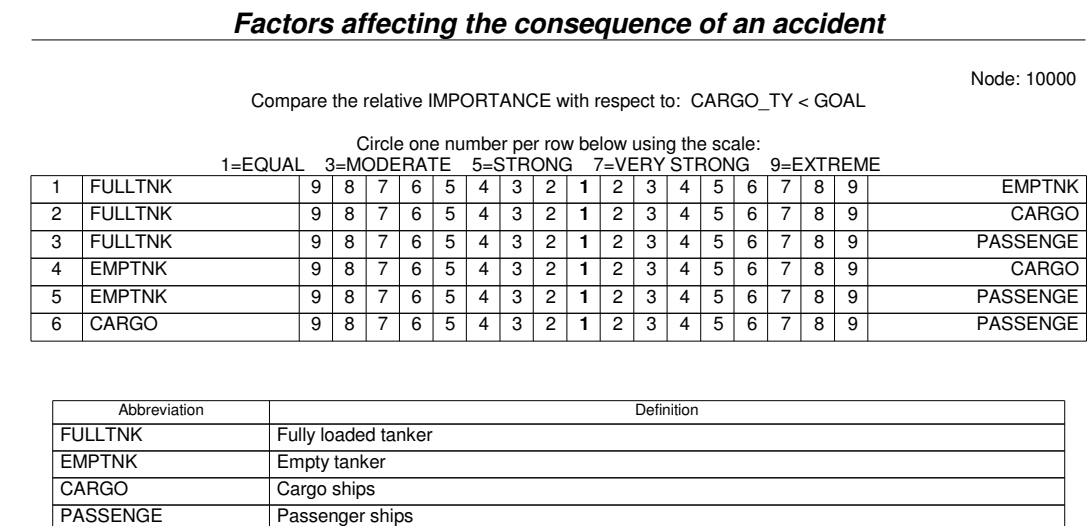 Factors affecting the consequence of an accident
Node: 10000
Compare the relative IMPORTANCE with respect to: CARGO_TY < GOAL
Circle one number per row below using the scale:
1=EQUAL 3=MODERATE 5=STRONG 7=VERY STRONG 9=EXTREME
1 FULLTNK 9 8 7 6 5 4 3 2 1 2 3 4 5 6 7 8 9 EMPTNK
2 FULLTNK 9 8 7 6 5 4 3 2 1 2 3 4 5 6 7 8 9 CARGO
3 FULLTNK 9 8 7 6 5 4 3 2 1 2 3 4 5 6 7 8 9 PASSENGE
4 EMPTNK 9 8 7 6 5 4 3 2 1 2 3 4 5 6 7 8 9 CARGO
5 EMPTNK 9 8 7 6 5 4 3 2 1 2 3 4 5 6 7 8 9 PASSENGE
6 CARGO 9 8 7 6 5 4 3 2 1 2 3 4 5 6 7 8 9 PASSENGE
Abbreviation Definition
FULLTNK Fully loaded tanker
EMPTNK Empty tanker
CARGO Cargo ships
PASSENGE Passenger ships